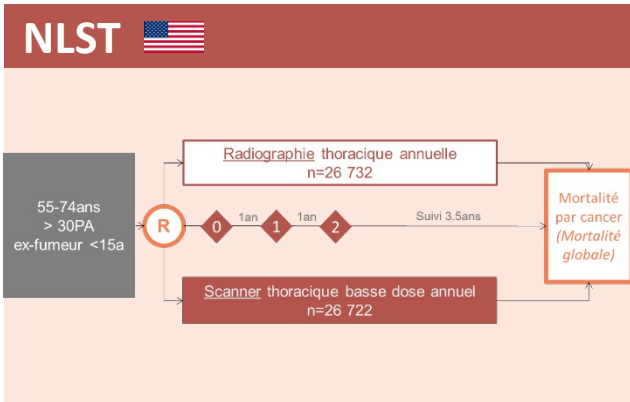 NLST
Radiographie thoracique annuelle
n=26 732
55-74ans
> 30PA
ex-fumeur <15a
R
0
1an
1
1an
2
Suivi 3.5ans
Mortalité
par cancer
(Mortalité
globale)
Scanner thoracique basse dose annuel
n=26 722